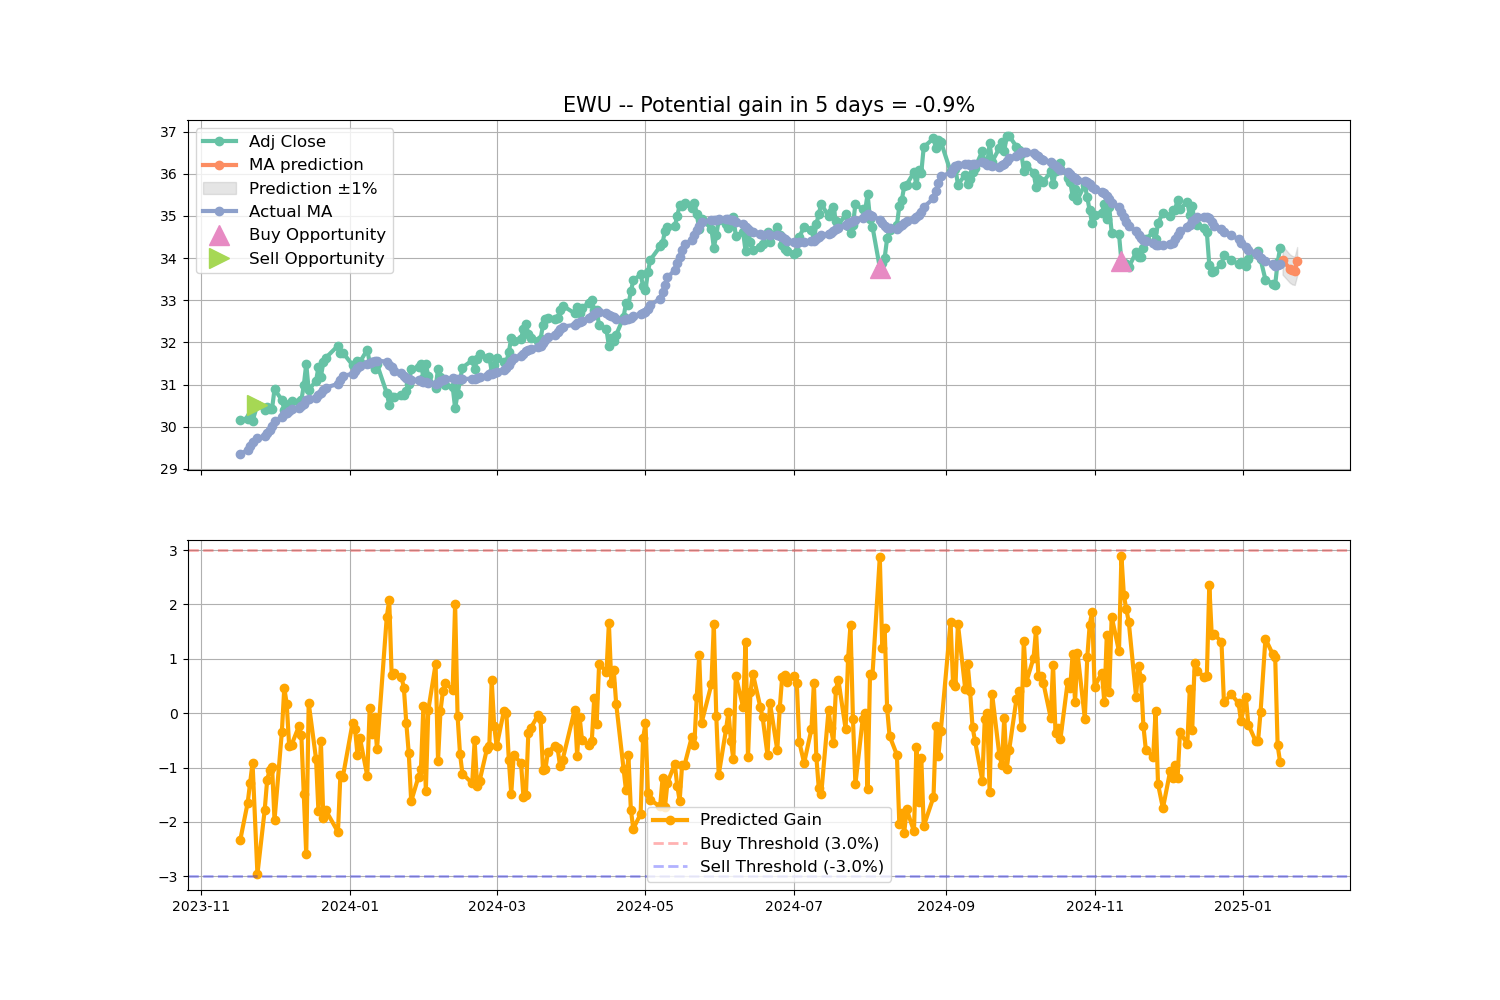 EWU -- Potential gain in 5 days = -0.9%
37
36
35
34
33
32
31
30
29
Adj Close
MA prediction
Prediction ±1%
Actual MA
Buy Opportunity
Sell Opportunity
3
2
1
0
−1
−2
−3
Predicted Gain
Buy Threshold (3.0%)
Sell Threshold (-3.0%)
2023-11 2024-01 2024-03 2024-05 2024-07 2024-09 2024-11 2025-01